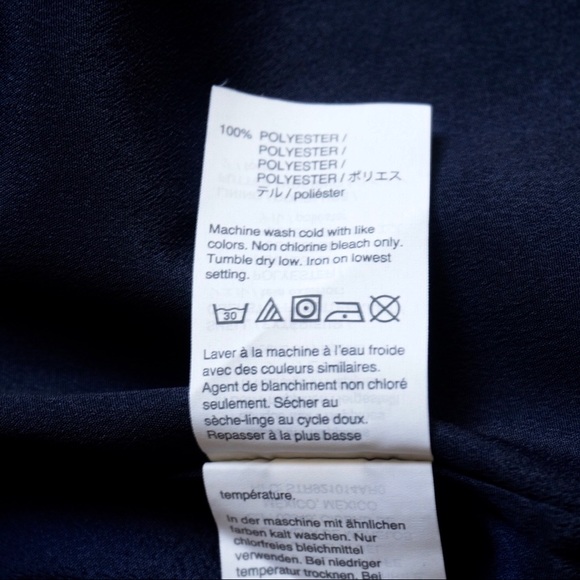 100% POLYESTER /
POLYESTER /
POLYESTER /
POLYESTER / ポリエス
テル / poliéster
Machine wash cold with like
colors. Non chlorine bleach only.
Tumble dry low. Iron on lowest
setting.
30
Laver à la machine à l'eau froide
avec des couleurs similaires.
Agent de blanchiment non chloré
seulement. Sécher au
sèche-linge au cycle doux.
Repasser à la plus basse
température.
In der maschine mit ähnlichen
farben kalt waschen. Nur
chlorfreies bleichmittel
verwenden. Bei niedriger
temperatur trocknen. Bei